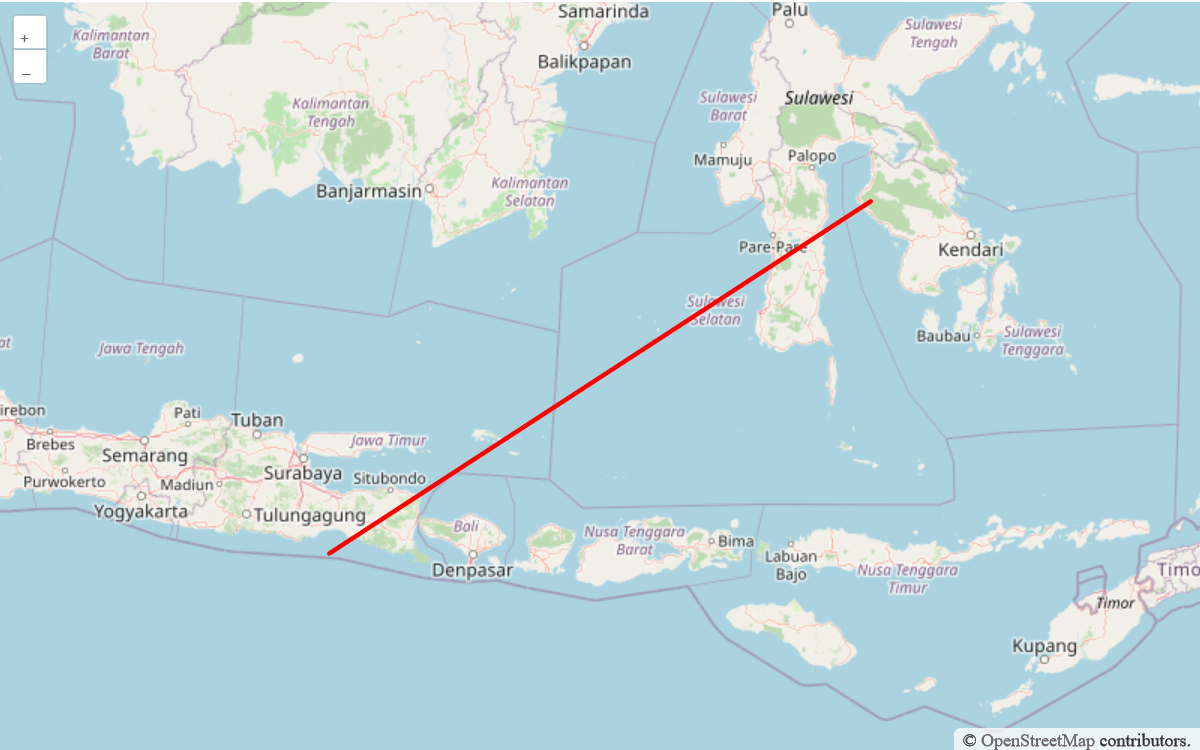 Samarinda
Palu
+
–
Kalimantan
Barat
Sulawesi
Tengah
Balikpapan
Sulawesi
Barat
Sulawesi
Kalimantan
Tengah
Mamuju
Palopo
Banjarmasin
Kalimantan
Selatan
Pare-Pare
Kendari
Sulawesi
Selatan
Baubau
Sulawesi
Tenggara
at
Jawa Tengah
irebon
Pati
Tuban
Brebes
Semarang
Jawa Timur
Surabaya
Situbondo
Purwokerto
Madiun
Yogyakarta
Tulungagung
Bali
Nusa Tenggara
Barat
Bima
Labuan
Bajo
Denpasar
Nusa Tenggara
Timur
Timo
Timor
Kupang
© OpenStreetMap contributors.